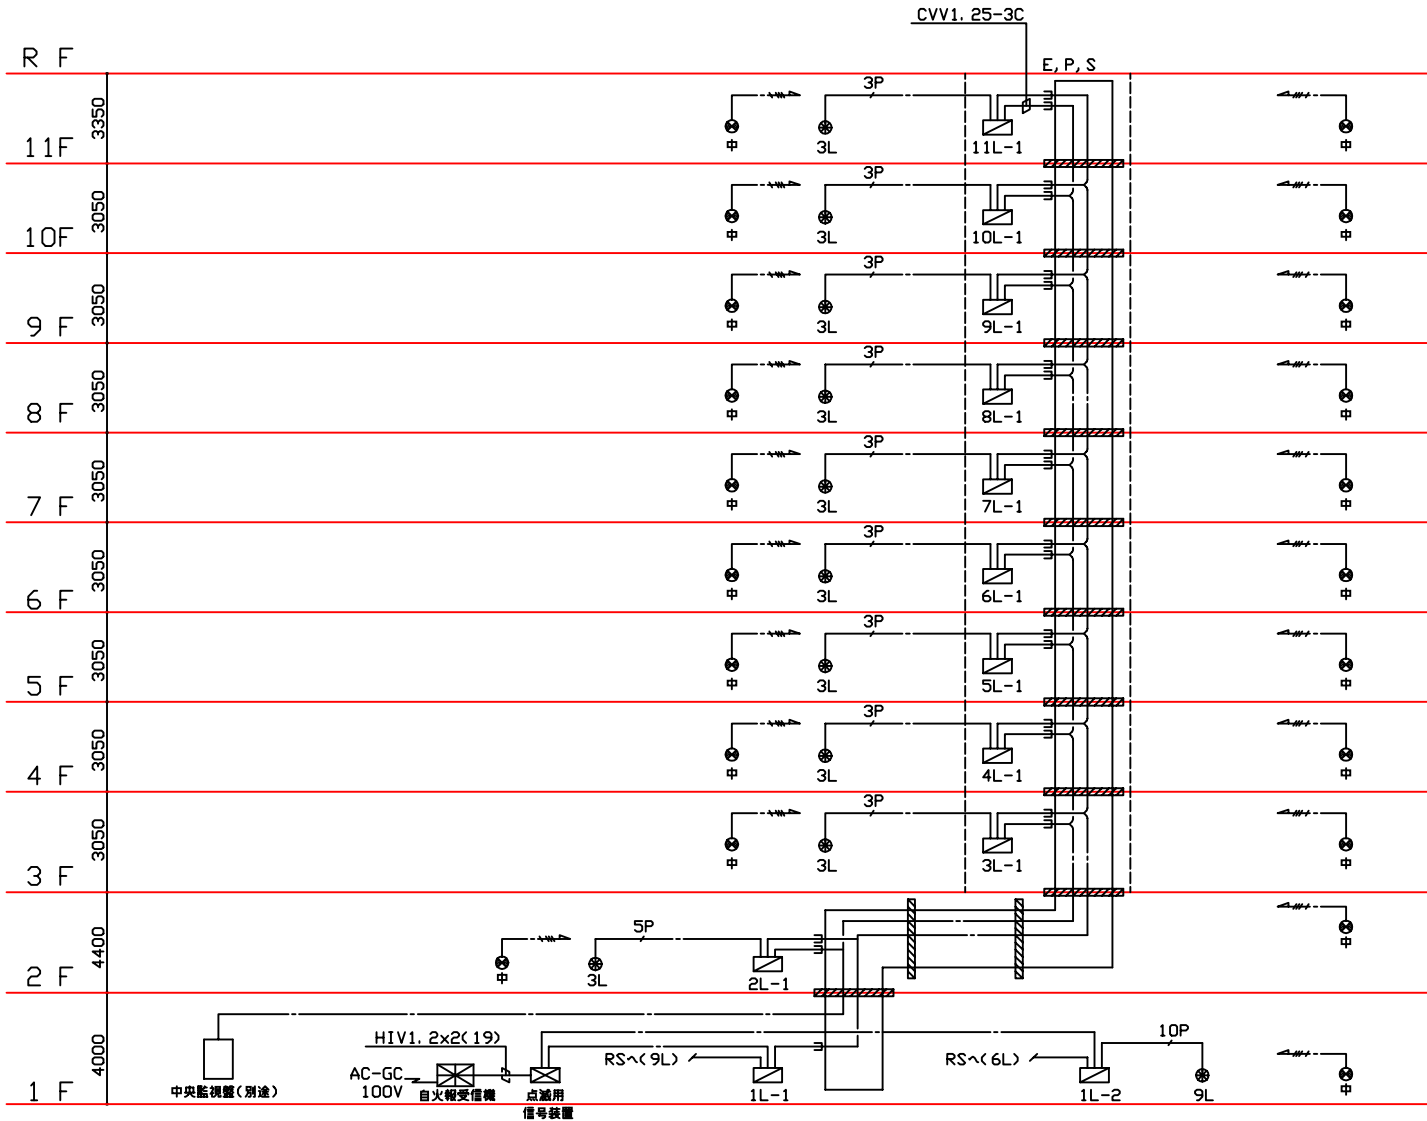 CVV1.25-3C
R F
E,P,S
3350
3P
中
3L
11L-1
中
11F
3050
3P
中
3L
10L-1
中
10F
3050
3P
中
3L
9L-1
中
9 F
3050
3P
中
3L
8L-1
中
8 F
3050
3P
中
3L
7L-1
中
7 F
3050
3P
中
3L
6L-1
中
6 F
3050
3P
中
3L
5L-1
中
5 F
3050
3P
中
3L
4L-1
中
4 F
3050
3P
中
3L
3L-1
中
3 F
4400
5P
中
3L
2L-1
中
2 F
4000
HIV1.2x2(19)
10P
RSへ(9L)
RSへ(6L)
AC-GC
100V
中央監視盤(別途)
自火報受信機
点滅用
信号装置
1L-1
1L-2
9L
中
1 F